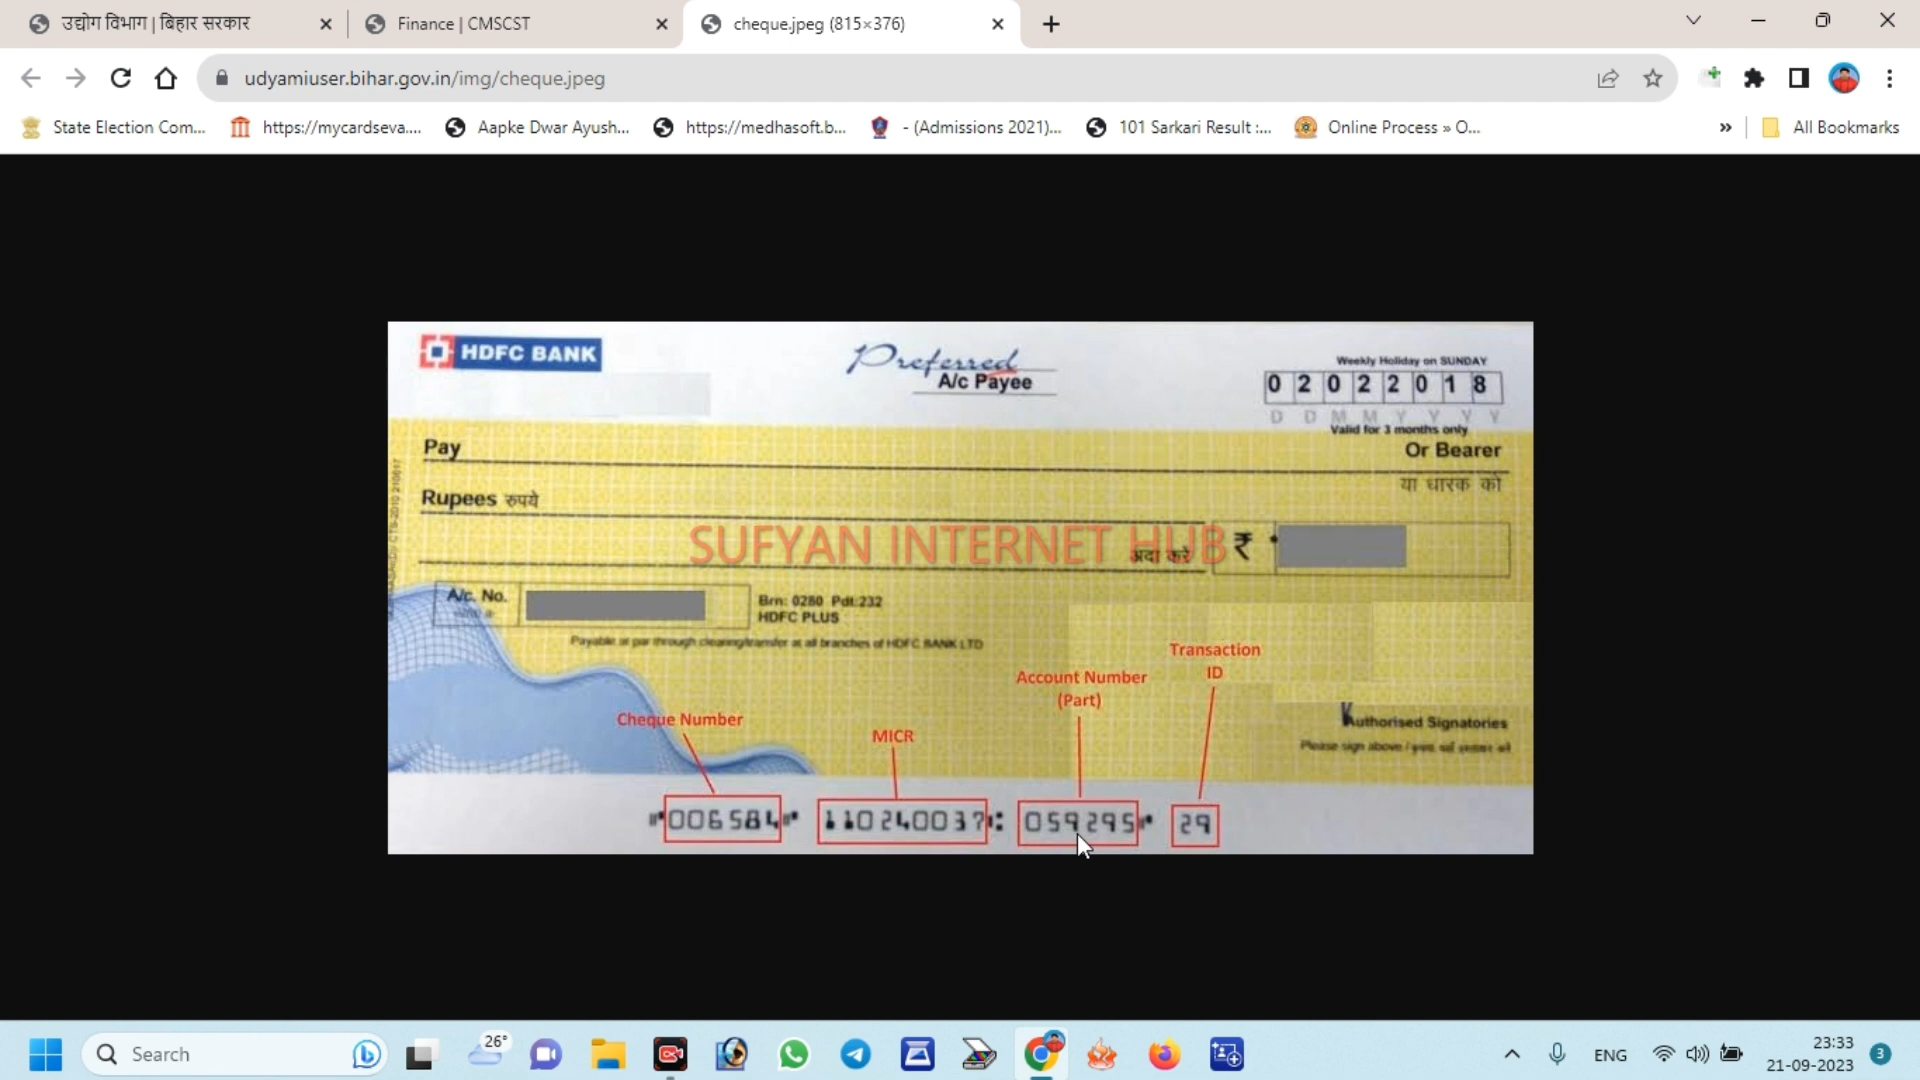 उद्योग विभाग | बिहार सरकार
Finance | CMSCST
cheque.jpeg (815×376)
udyamiuser.bihar.gov.in/img/cheque.jpeg
State Election Com...
https://mycardseva....
Aapke Dwar Ayush...
https://medhasoft.b...
- (Admissions 2021)...
101 Sarkari Result :...
Online Process » O...
»
All Bookmarks
HDFC BANK
Preferred
A/c Payee
Weekly Holiday on SUNDAY
0 2 0 2 2 0 1 8
D D M M Y Y Y Y
Valid for 3 months only
Pay
Or Bearer
या धारक को
Rupees रुपये
SUFYAN INTERNET HUB
अदा करें
₹
A/c. No.
Brn: 0280 Pdt:232
HDFC PLUS
Payable at par through clearing/transfer at all branches of HDFC BANK LTD
Transaction
ID
Account Number
(Part)
Cheque Number
MICR
Authorised Signatories
Please sign above /
006584
110240037
059295
29
Search
26°
ENG
23:33
21-09-2023
3